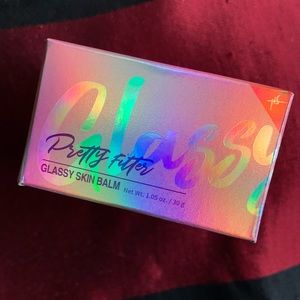 Glassy
Pretty Filter
GLASSY SKIN BALM Net Wt. 1.05 oz. / 30 g